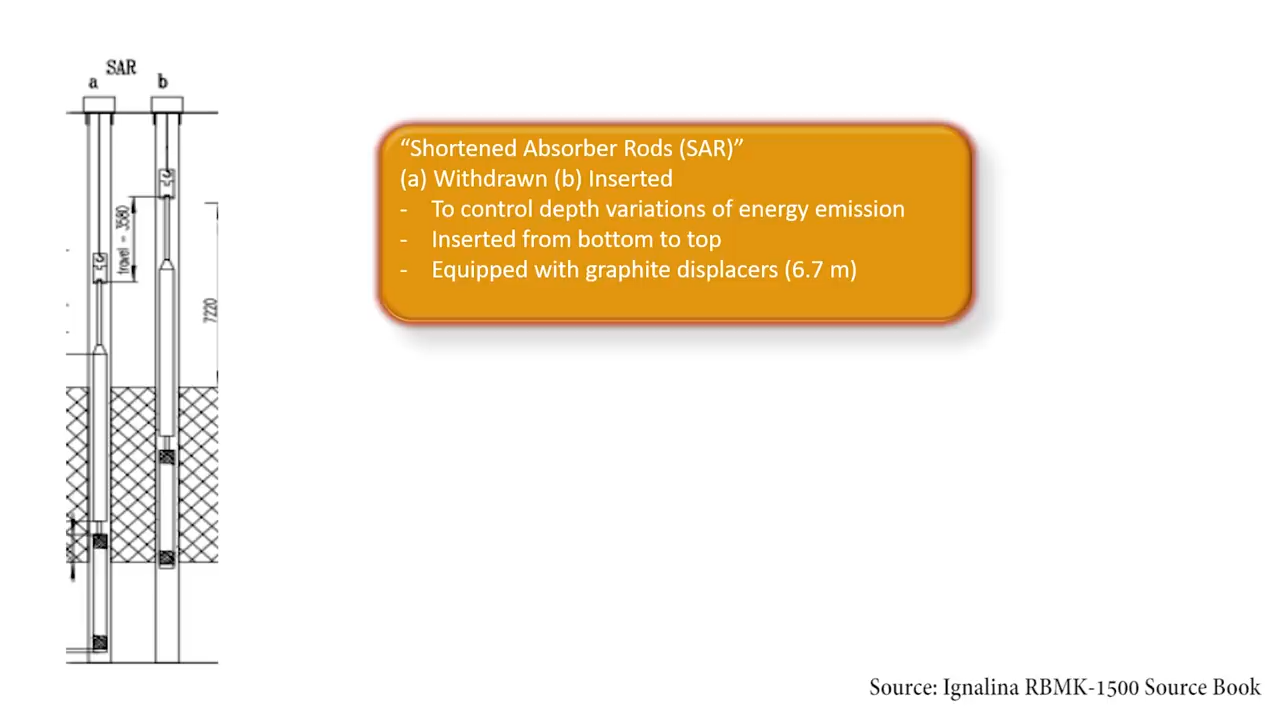 SAR
a b
travel = 3580
7220
“Shortened Absorber Rods (SAR)”
(a) Withdrawn (b) Inserted
- To control depth variations of energy emission
- Inserted from bottom to top
- Equipped with graphite displacers (6.7 m)
Source: Ignalina RBMK-1500 Source Book